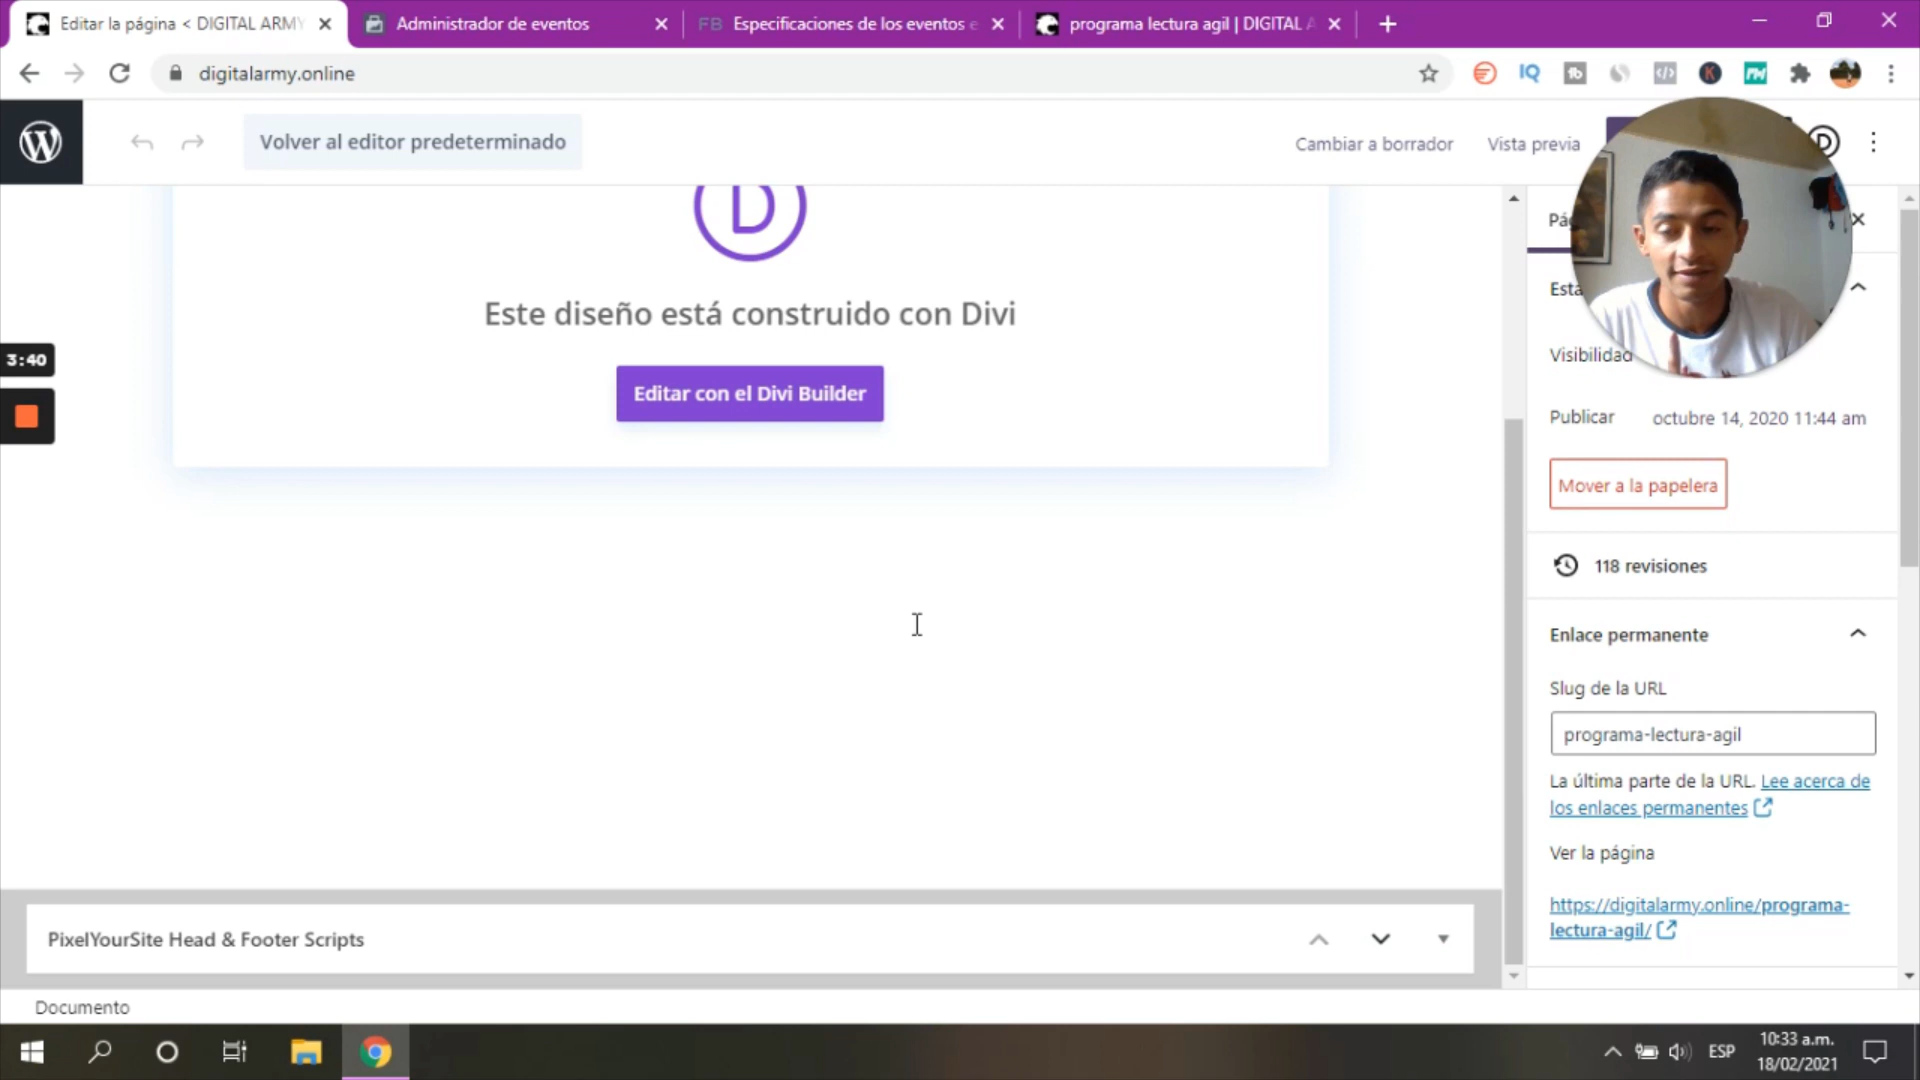 Editar la página < DIGITAL ARMY
Administrador de eventos
FB Especificaciones de los eventos e
programa lectura agil | DIGITAL A
digitalarmy.online
Volver al editor predeterminado
Cambiar a borrador
Vista previa
D
D
Este diseño está construido con Divi
Editar con el Divi Builder
3:40
Visibilidad
Publicar
octubre 14, 2020 11:44 am
Mover a la papelera
118 revisiones
Enlace permanente
Slug de la URL
programa-lectura-agil
La última parte de la URL. Lee acerca de
los enlaces permanentes
Ver la página
https://digitalarmy.online/programa-
lectura-agil/
PixelYourSite Head & Footer Scripts
Documento
ESP
10:33 a.m.
18/02/2021